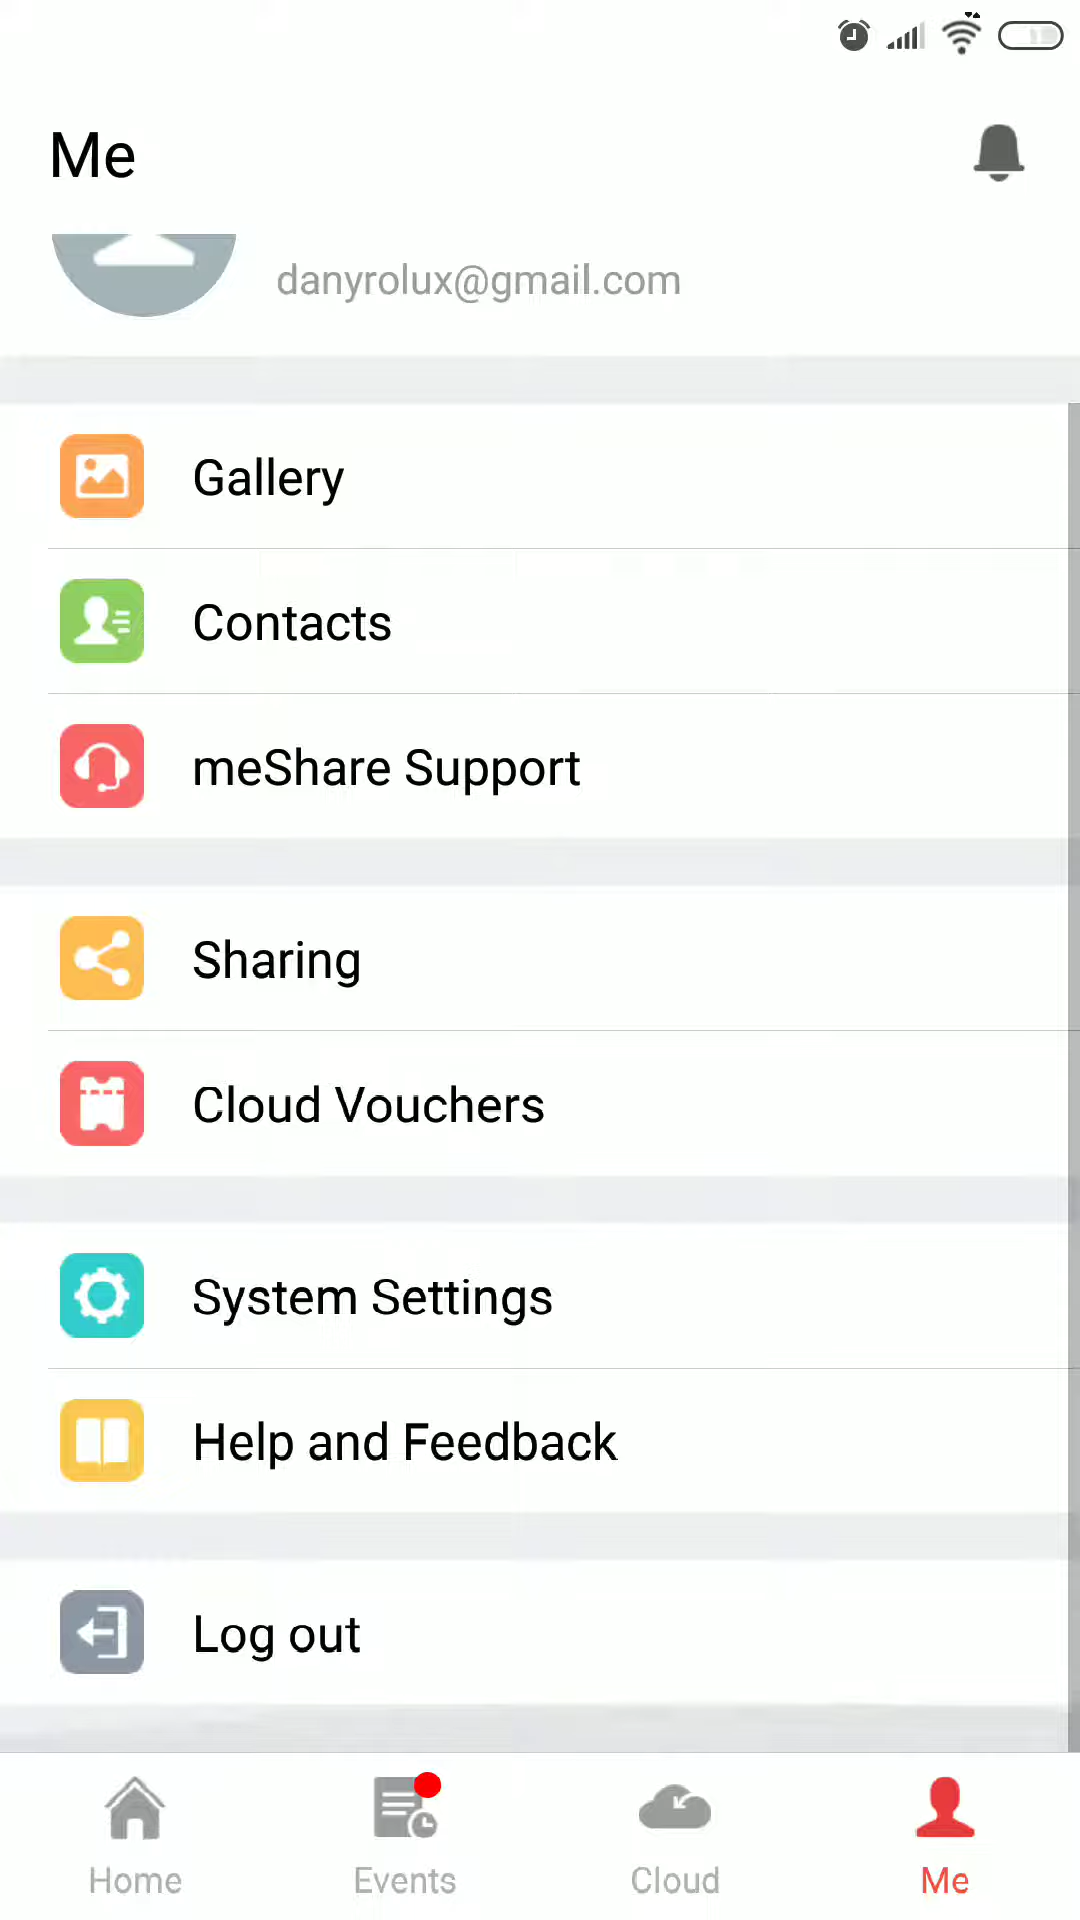 Me
danyrolux@gmail.com
Gallery
Contacts
meShare Support
Sharing
Cloud Vouchers
System Settings
Help and Feedback
Log out
Home
Events
Cloud
Me